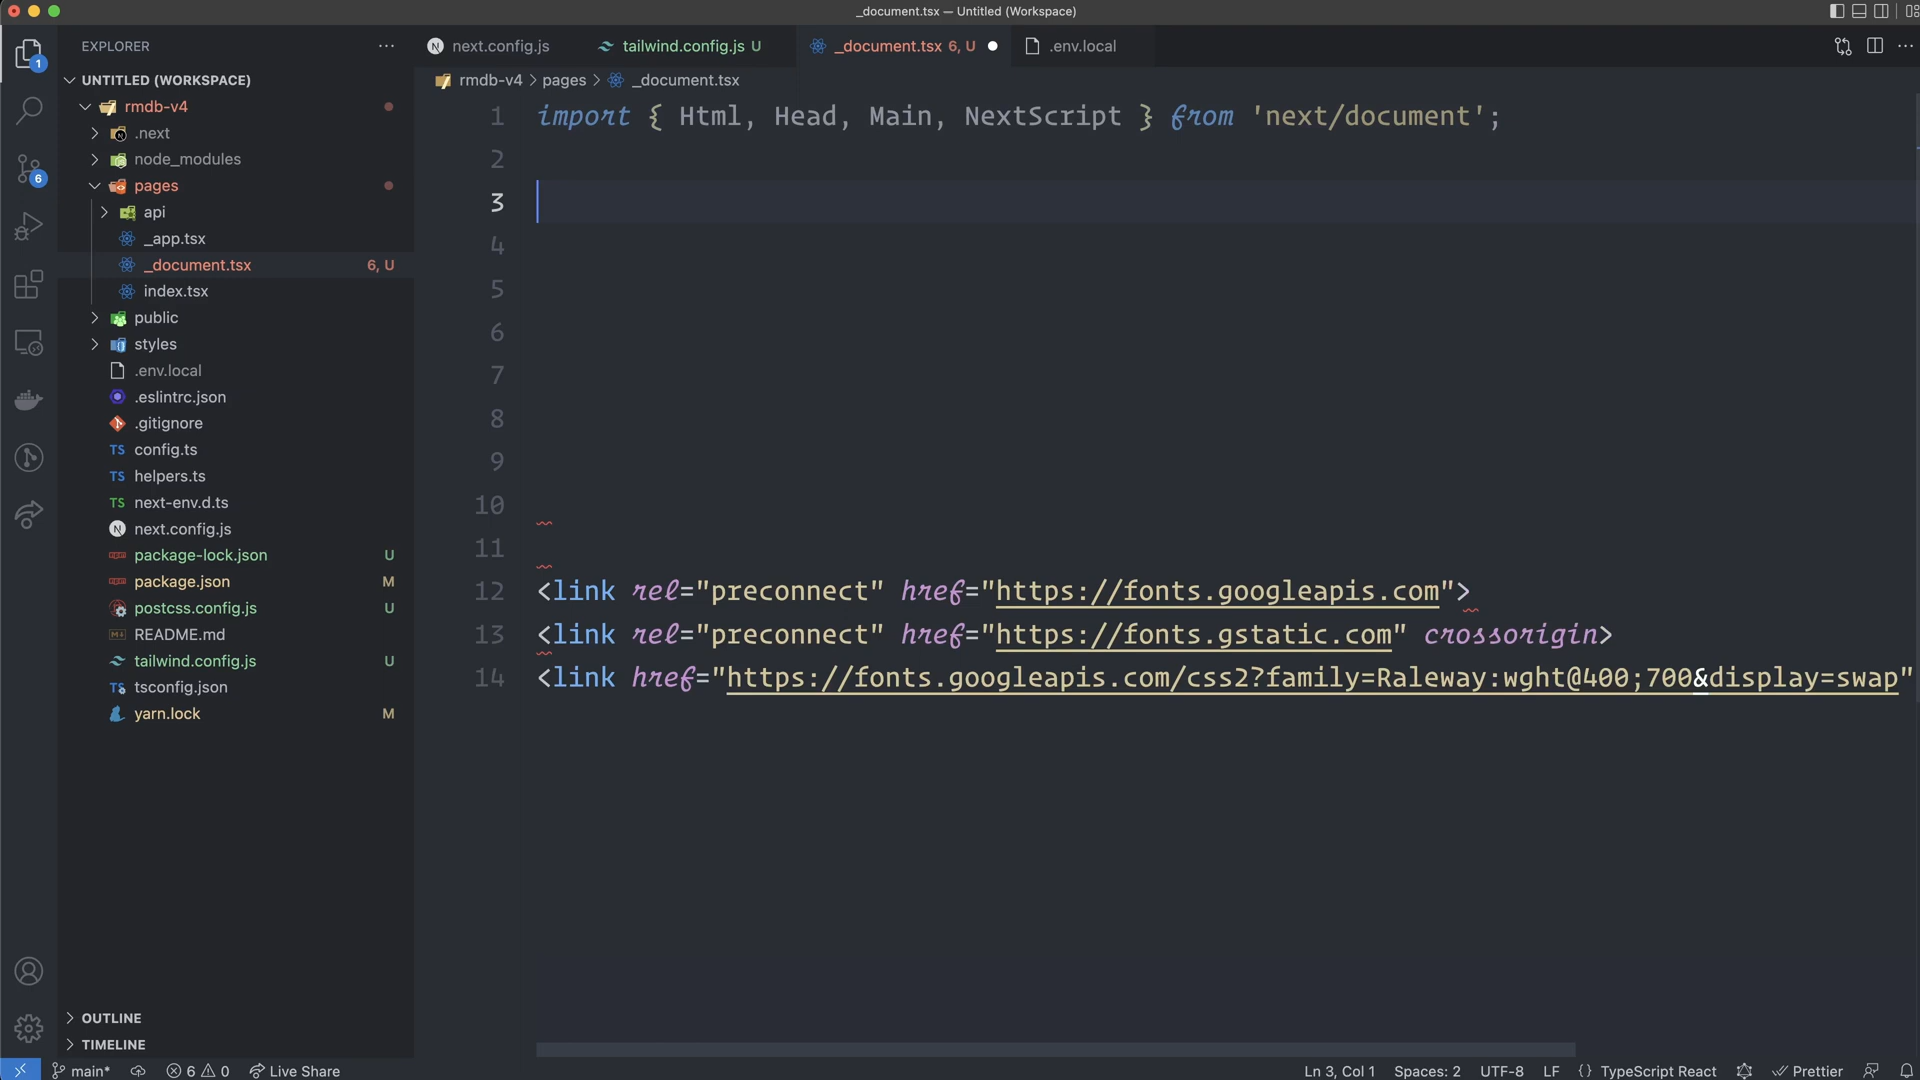 _document.tsx — Untitled (Workspace)
EXPLORER
next.config.js
tailwind.config.js U
_document.tsx 6, U
.env.local
UNTITLED (WORKSPACE)
rmdb-v4
.next
node_modules
pages
api
_app.tsx
_document.tsx 6, U
index.tsx
public
styles
.env.local
.eslintrc.json
.gitignore
TS config.ts
TS helpers.ts
TS next-env.d.ts
N next.config.js
package-lock.json U
package.json M
postcss.config.js U
README.md
tailwind.config.js U
tsconfig.json
yarn.lock M
OUTLINE
TIMELINE
1
6
rmdb-v4 > pages > _document.tsx
1 import { Html, Head, Main, NextScript } from 'next/document';
2
3
4
5
6
7
8
9
10
11
12 <link rel="preconnect" href="https://fonts.googleapis.com">
13 <link rel="preconnect" href="https://fonts.gstatic.com" crossorigin>
14 <link href="https://fonts.googleapis.com/css2?family=Raleway:wght@400;700&display=swap"
main* 6 0 Live Share
Ln 3, Col 1 Spaces: 2 UTF-8 LF {} TypeScript React Prettier